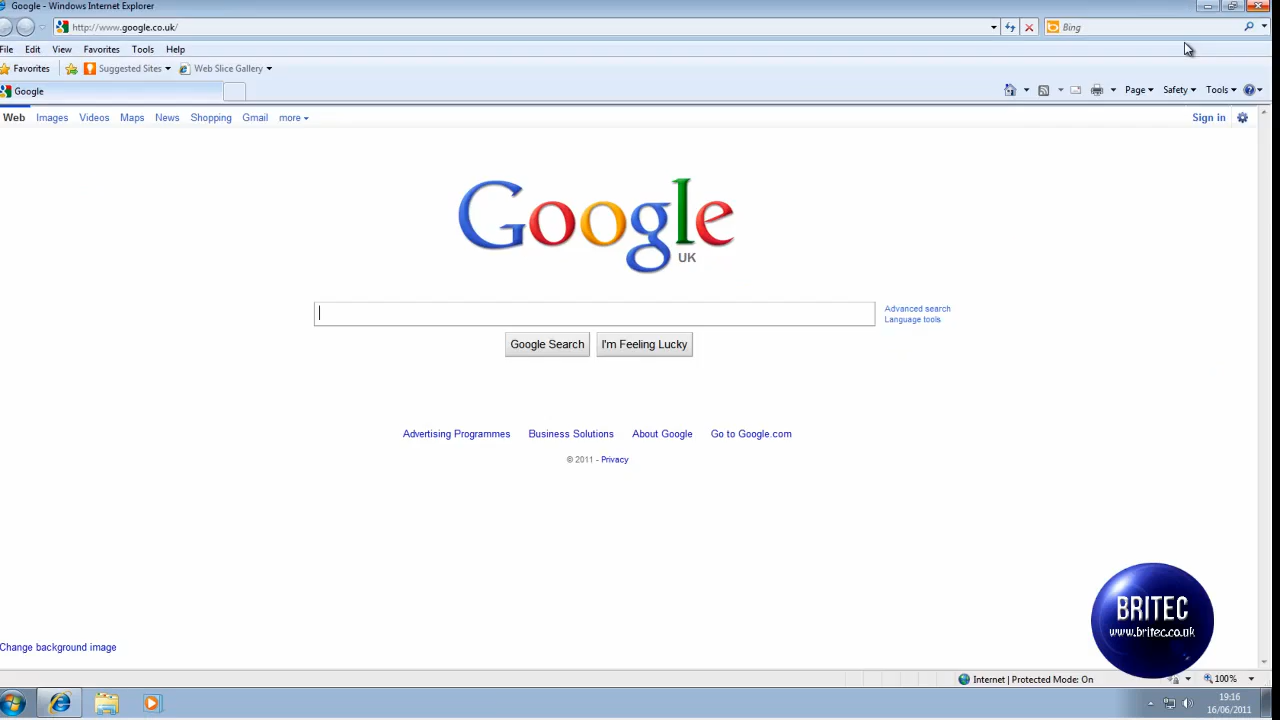 Google - Windows Internet Explorer
http://www.google.co.uk/
Bing
File Edit View Favorites Tools Help
Favorites Suggested Sites Web Slice Gallery
Google
Page Safety Tools
Web Images Videos Maps News Shopping Gmail more
Sign in
Google
UK
Advanced search
Language tools
Google Search I'm Feeling Lucky
Advertising Programmes Business Solutions About Google Go to Google.com
© 2011 - Privacy
BRITEC
www.britec.co.uk
Change background image
Internet | Protected Mode: On
100%
19:16
16/06/2011